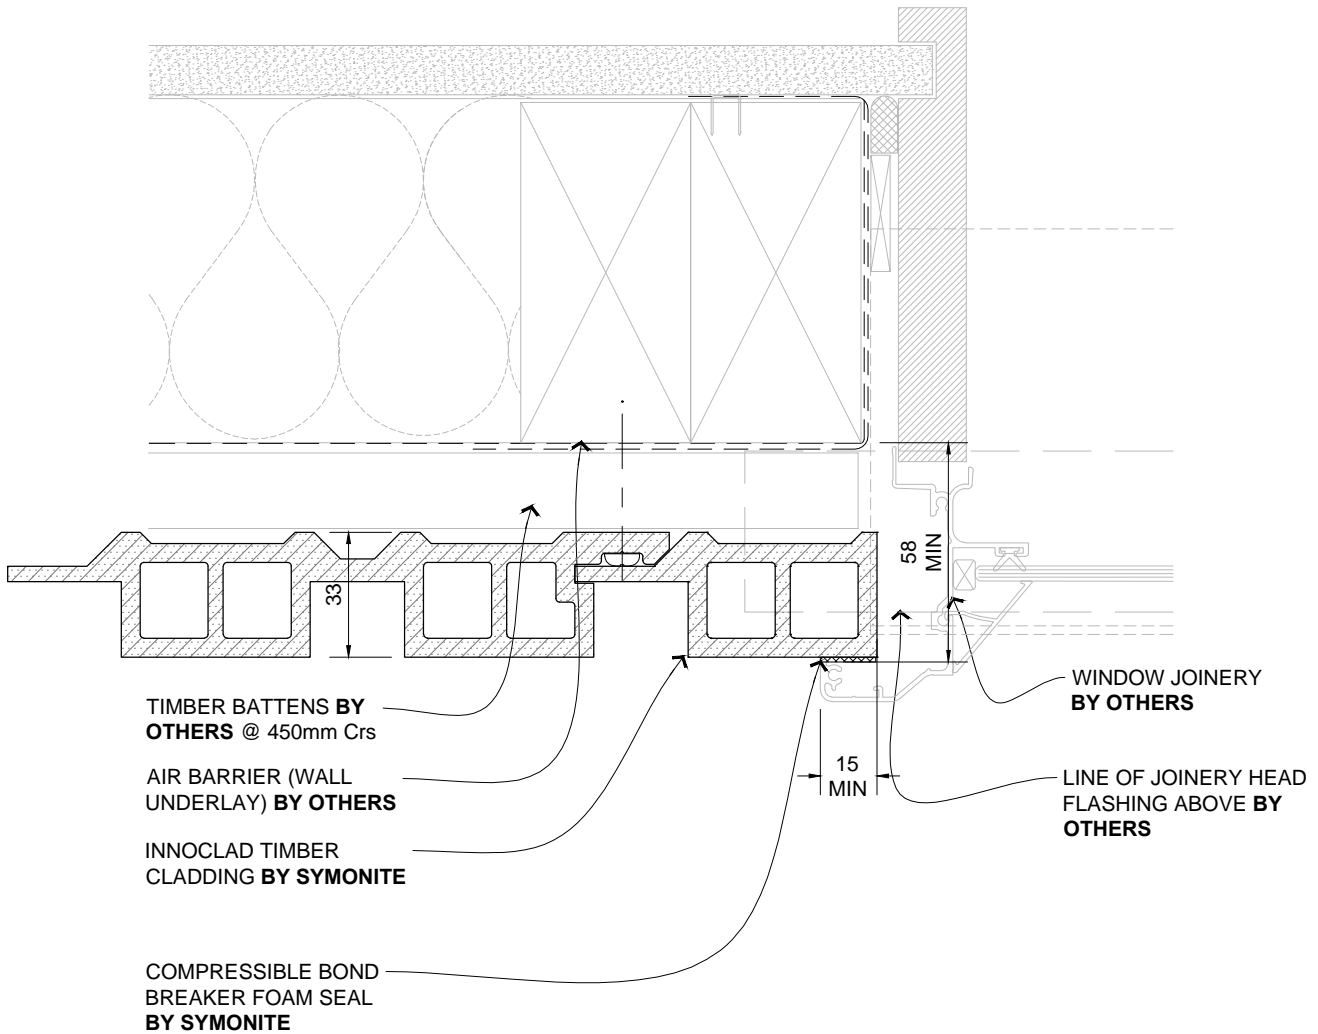 58
MIN
33
TIMBER BATTENS BY
OTHERS @ 450mm Crs
AIR BARRIER (WALL
UNDERLAY) BY OTHERS
INNOCLAD TIMBER
CLADDING BY SYMONITE
COMPRESSIBLE BOND
BREAKER FOAM SEAL
BY SYMONITE
15
MIN
WINDOW JOINERY
BY OTHERS
LINE OF JOINERY HEAD
FLASHING ABOVE BY
OTHERS